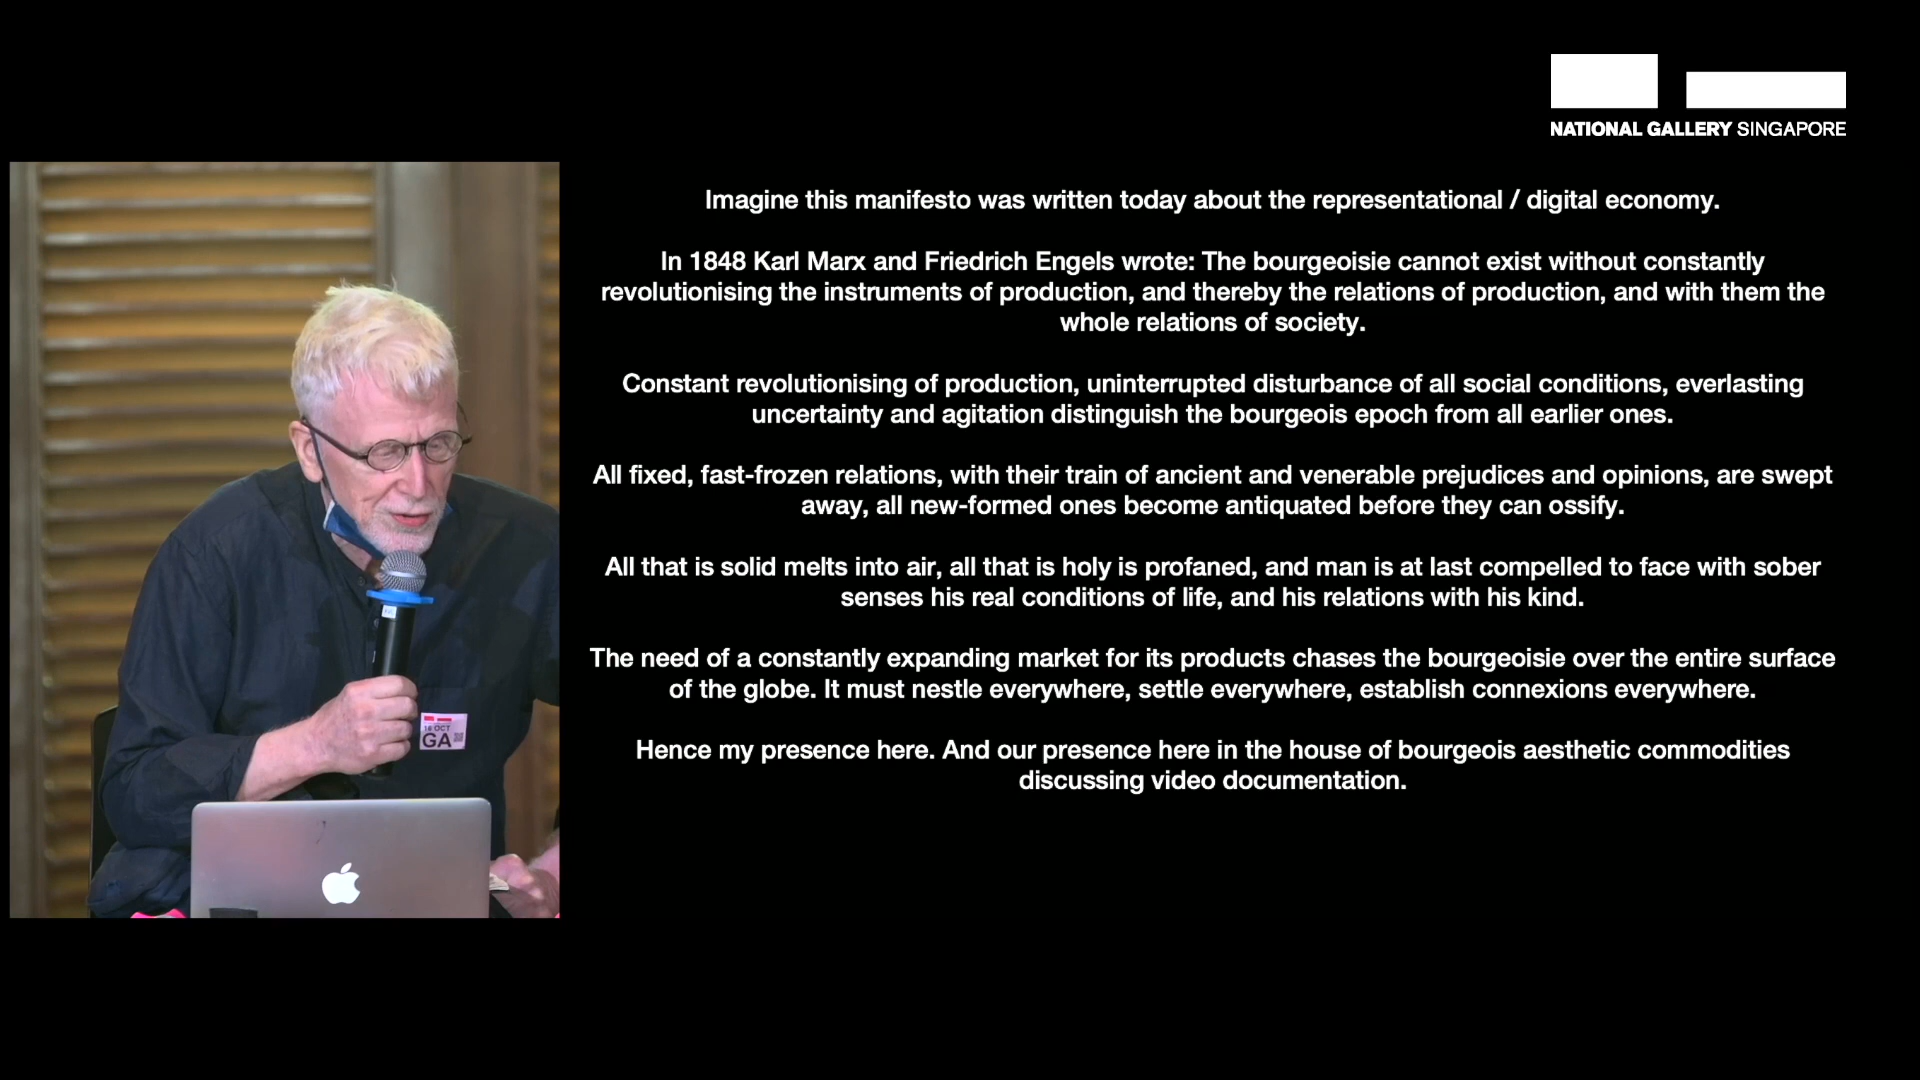 NATIONAL GALLERY SINGAPORE
Imagine this manifesto was written today about the representational / digital economy.
In 1848 Karl Marx and Friedrich Engels wrote: The bourgeoisie cannot exist without constantly
revolutionising the instruments of production, and thereby the relations of production, and with them the
whole relations of society.
Constant revolutionising of production, uninterrupted disturbance of all social conditions, everlasting
uncertainty and agitation distinguish the bourgeois epoch from all earlier ones.
All fixed, fast-frozen relations, with their train of ancient and venerable prejudices and opinions, are swept
away, all new-formed ones become antiquated before they can ossify.
All that is solid melts into air, all that is holy is profaned, and man is at last compelled to face with sober
senses his real conditions of life, and his relations with his kind.
The need of a constantly expanding market for its products chases the bourgeoisie over the entire surface
of the globe. It must nestle everywhere, settle everywhere, establish connexions everywhere.
Hence my presence here. And our presence here in the house of bourgeois aesthetic commodities
discussing video documentation.
OCT
GA